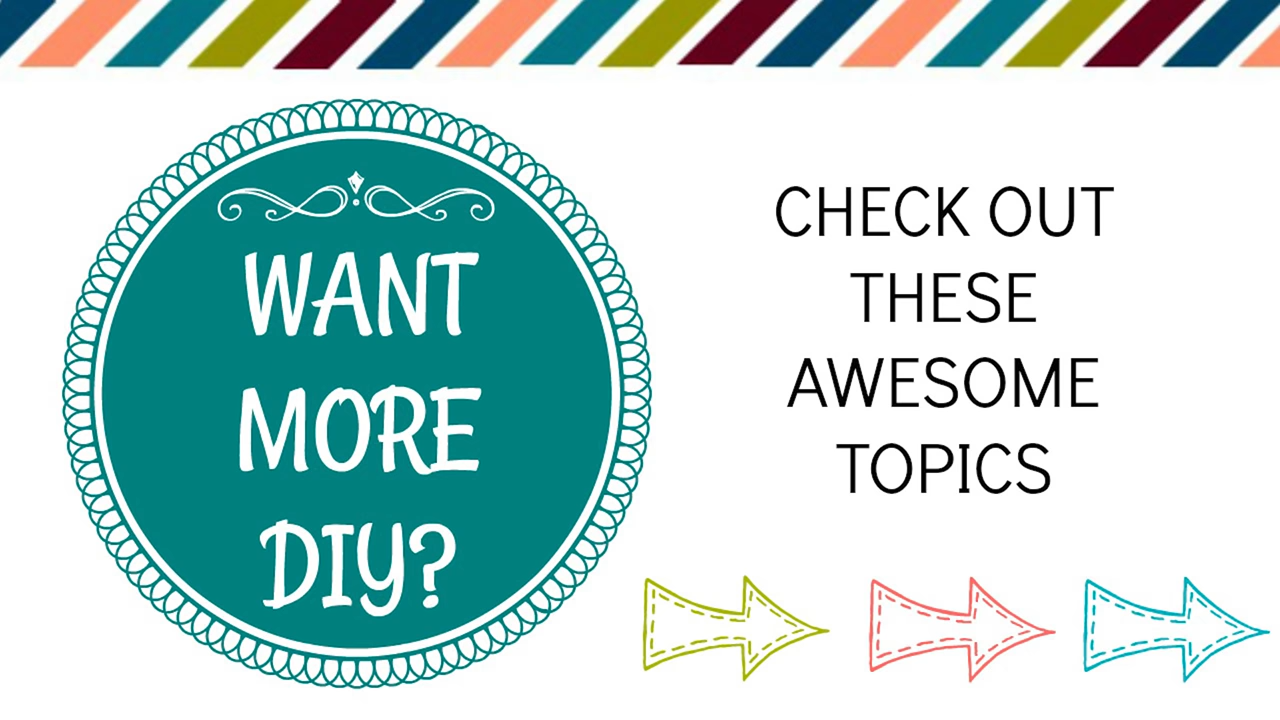 WANT
MORE
DIY?
CHECK OUT
THESE
AWESOME
TOPICS